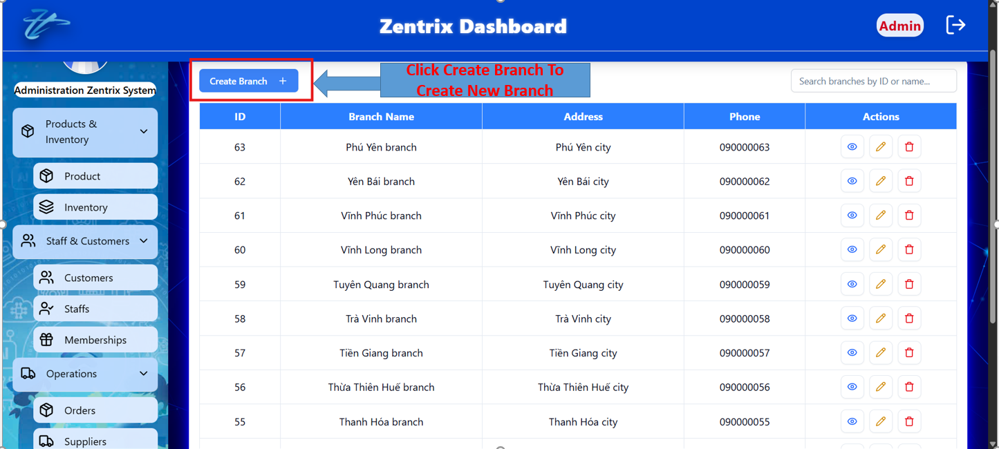 Zentrix Dashboard
Admin
Administration Zentrix System
Products &
Inventory
Product
Inventory
Staff & Customers
Customers
Staffs
Memberships
Operations
Orders
Suppliers
Create Branch +
Click Create Branch To
Create New Branch
Search branches by ID or name...
ID Branch Name Address Phone Actions
63 Phú Yên branch Phú Yên city 090000063
62 Yên Bái branch Yên Bái city 090000062
61 Vĩnh Phúc branch Vĩnh Phúc city 090000061
60 Vĩnh Long branch Vĩnh Long city 090000060
59 Tuyên Quang branch Tuyên Quang city 090000059
58 Trà Vinh branch Trà Vinh city 090000058
57 Tiền Giang branch Tiền Giang city 090000057
56 Thừa Thiên Huế branch Thừa Thiên Huế city 090000056
55 Thanh Hóa branch Thanh Hóa city 090000055